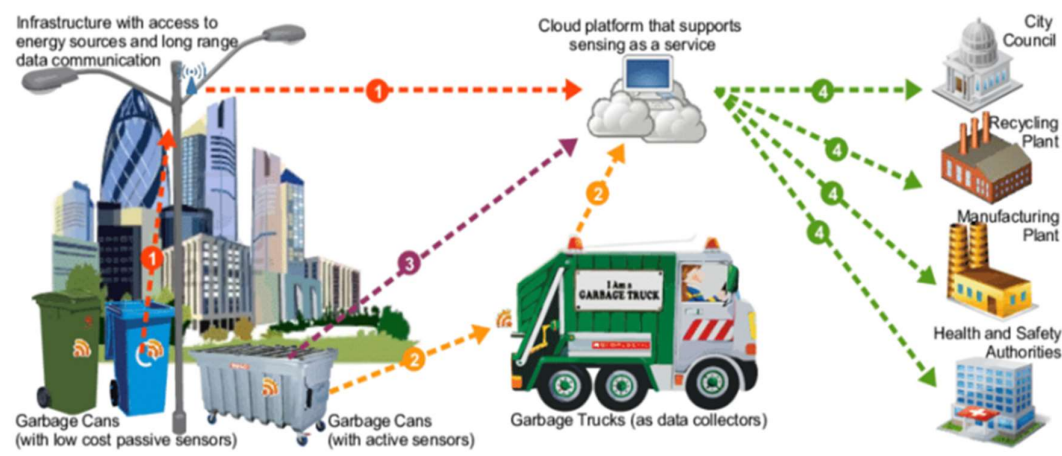 Infrastructure with access to
energy sources and long range
data communication
Cloud platform that supports
sensing as a service
City
Council
1
4
Recycling
Plant
4
2
4
Manufacturing
Plant
4
1
3
I Am a
GARBAGE TRUCK
2
Health and Safety
Authorities
Garbage Cans
(with low cost passive sensors)
Garbage Cans
(with active sensors)
Garbage Trucks (as data collectors)